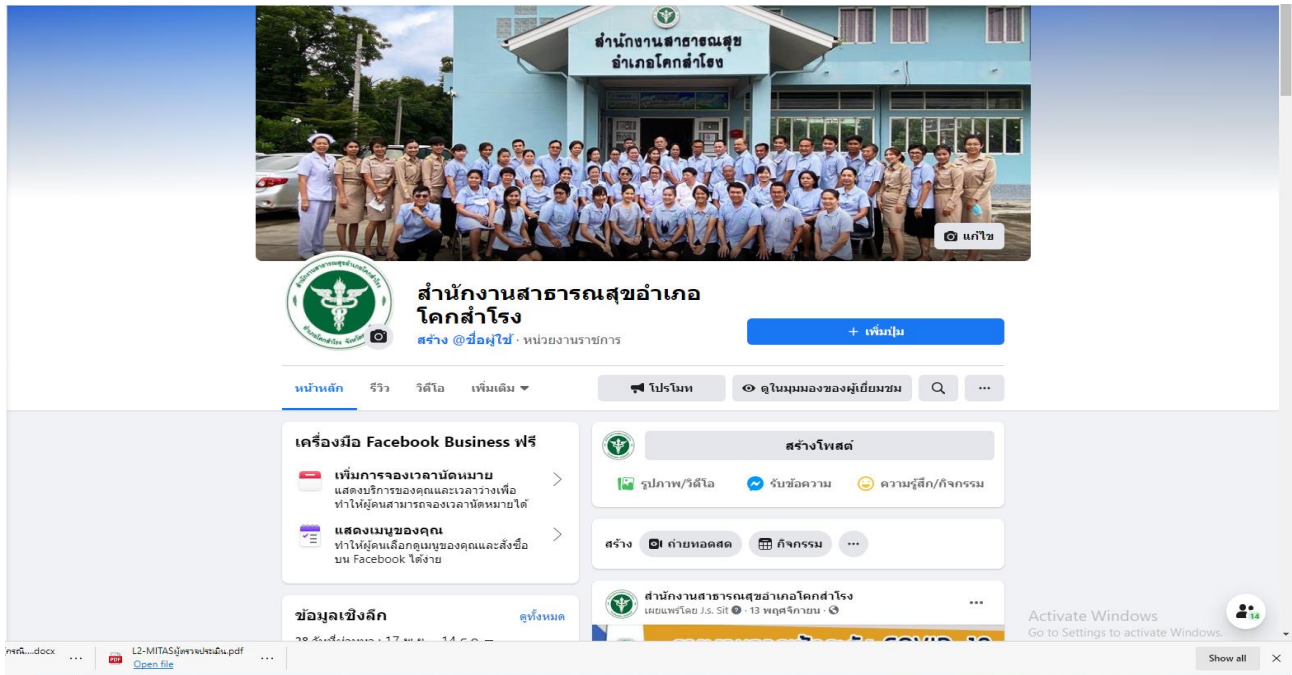 สำนักงานสาธารณสุข
อำเภอโคกสำโรง
แก้ไข
สำนักงานสาธารณสุขอำเภอ
โคกสำโรง
สร้าง @ชื่อผู้ใช้ · หน่วยงานราชการ
+ เพิ่มปุ่ม
หน้าหลัก รีวิว วิดีโอ เพิ่มเติม
โปรโมท ดูในมุมมองของผู้เยี่ยมชม ...
เครื่องมือ Facebook Business ฟรี
เพิ่มการจองเวลานัดหมาย
แสดงบริการของคุณและเวลาว่างเพื่อ
ทำให้ผู้คนสามารถจองเวลานัดหมายได้
แสดงเมนูของคุณ
ทำให้ผู้คนเลือกดูเมนูของคุณและสั่งซื้อ
บน Facebook ได้ง่าย
ข้อมูลเชิงลึก ดูทั้งหมด
สร้างโพสต์
รูปภาพ/วิดีโอ รับข้อความ ความรู้สึก/กิจกรรม
สร้าง ถ่ายทอดสด กิจกรรม ...
สำนักงานสาธารณสุขอำเภอโคกสำโรง ...
เผยแพร่โดย J.s. Sit · 13 พฤศจิกายน ·
14
Activate Windows
Go to Settings to activate Windows.
....docx ... L2-MITASผู้ตรวจประเมิน.pdf ...
PDF Open file
Show all